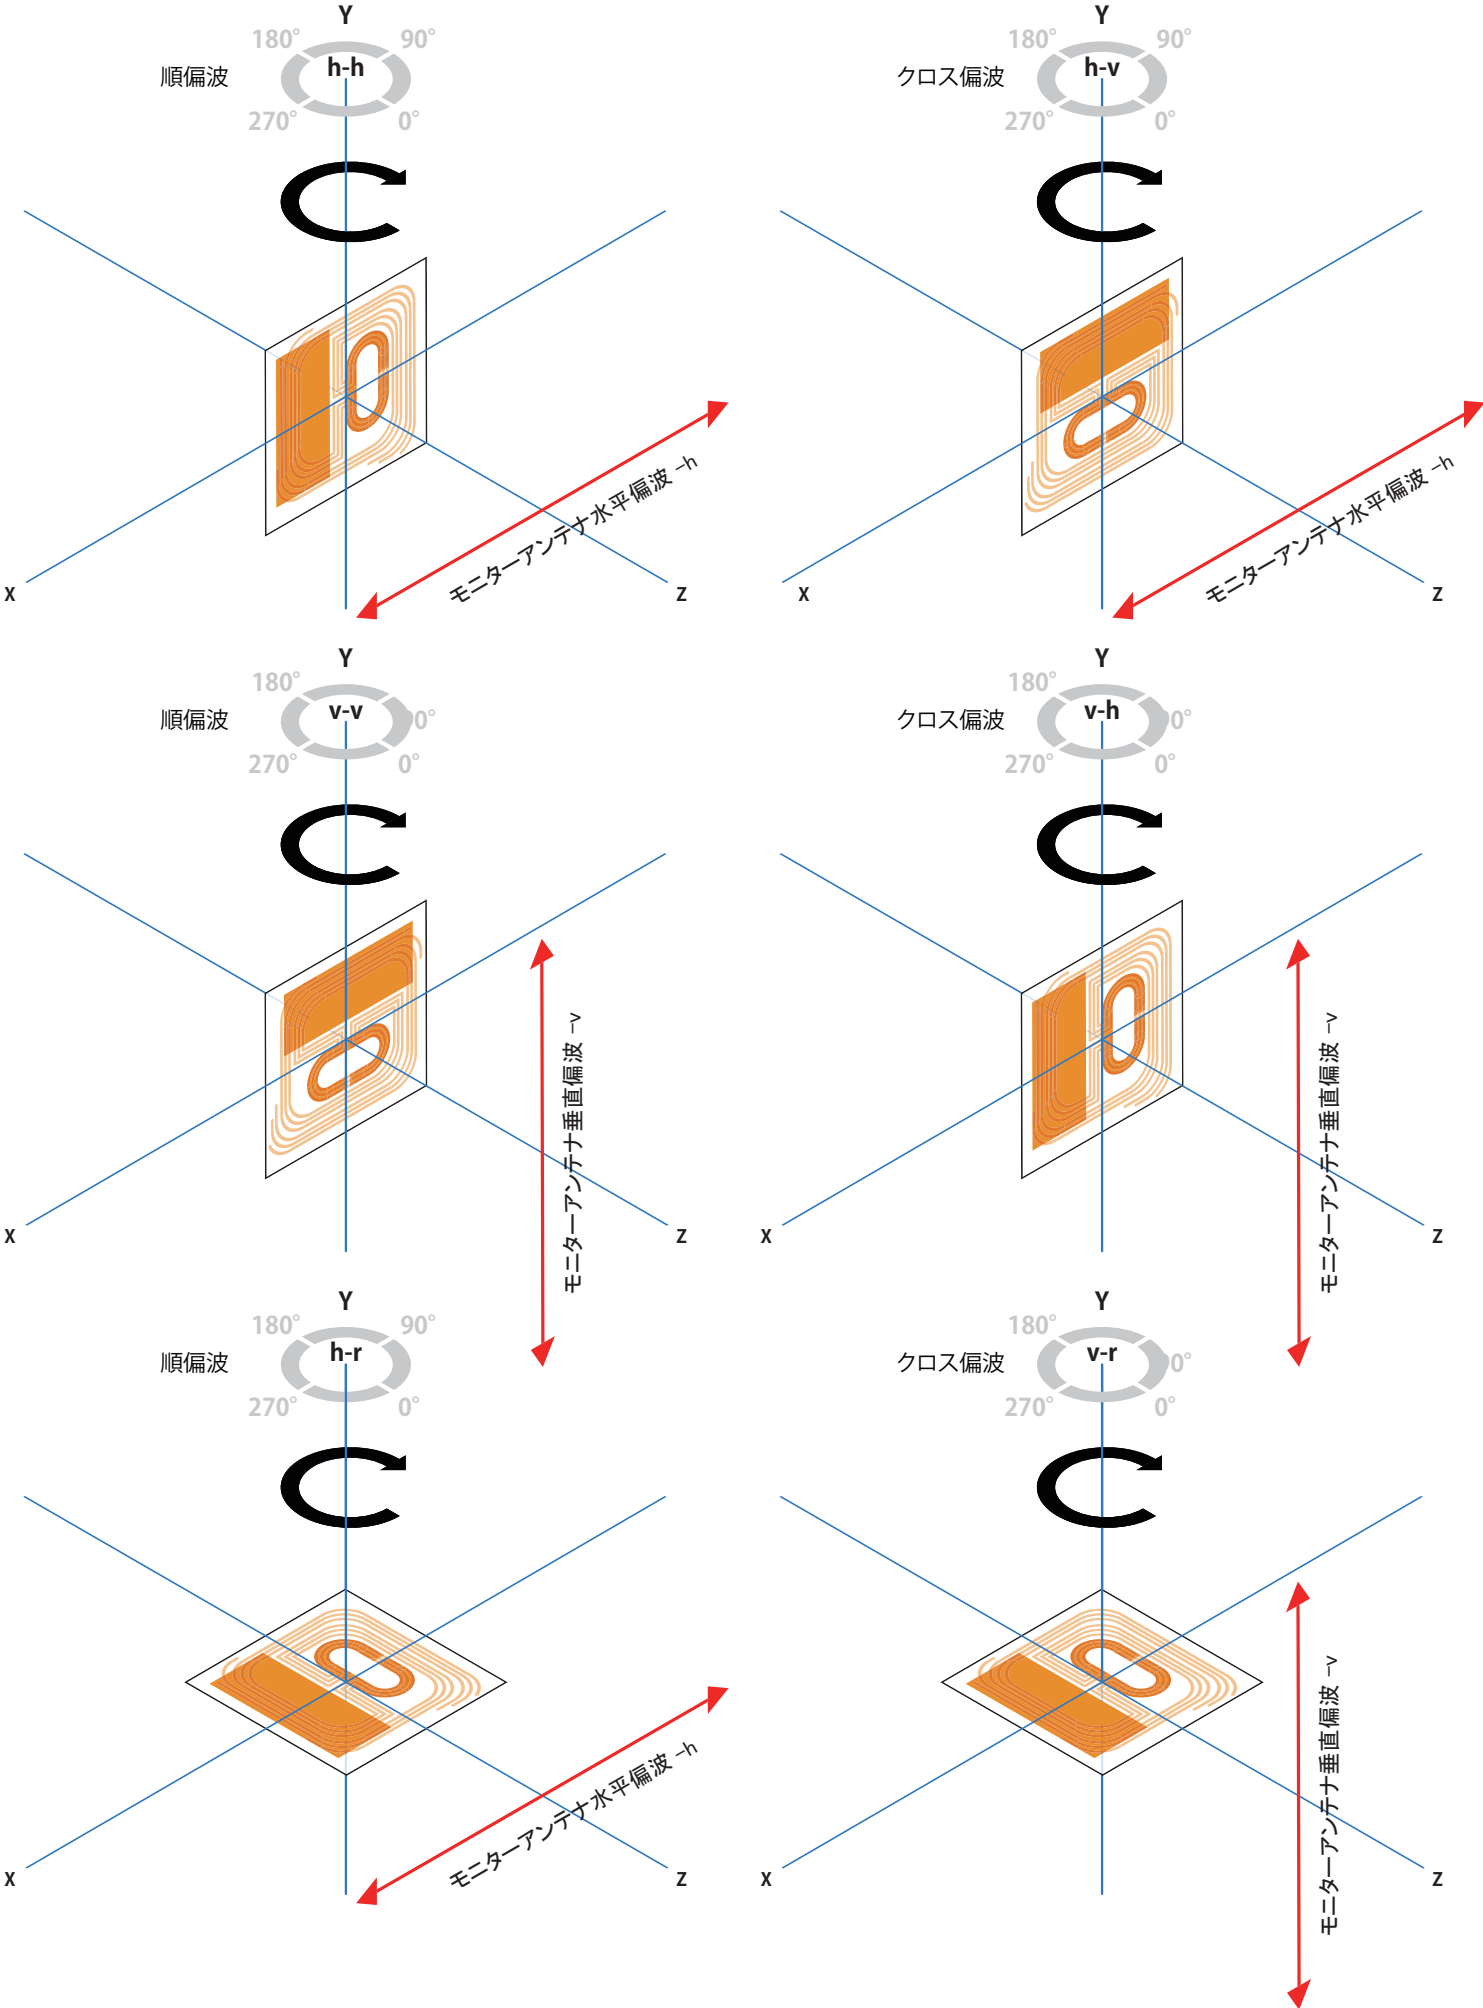 Y
180° 90°
順偏波 h-h
270° 0°
モニターアンテナ水平偏波 –h
X Z
Y
180° 90°
クロス偏波 h-v
270° 0°
モニターアンテナ水平偏波 –h
X Z
Y
180°
順偏波 v-v 0°
270° 0°
モニターアンテナ垂直偏波 –v
X Z
Y
180°
クロス偏波 v-h 0°
270° 0°
モニターアンテナ垂直偏波 –v
X Z
Y
180° 90°
順偏波 h-r
270° 0°
モニターアンテナ水平偏波 –h
X Z
Y
180°
クロス偏波 v-r 0°
270° 0°
モニターアンテナ垂直偏波 –v
X Z